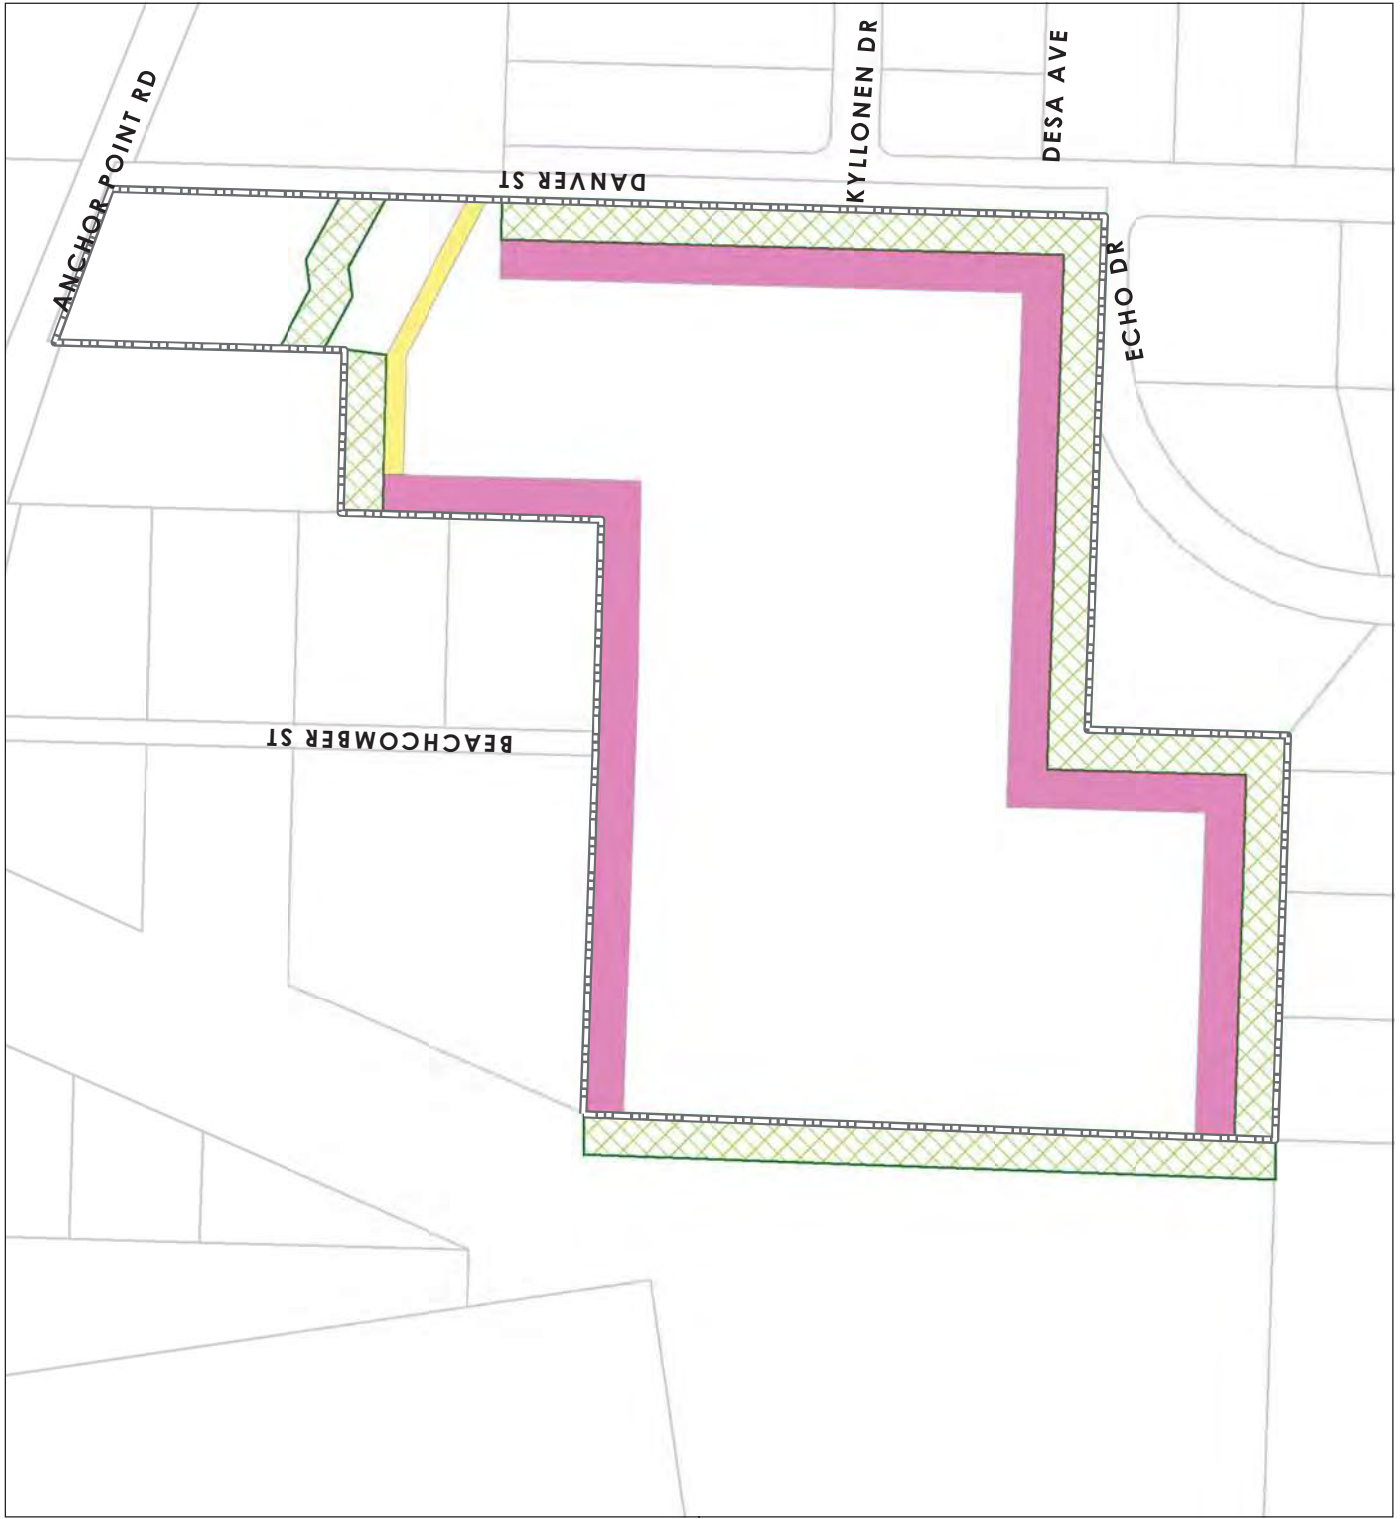 ANCHOR POINT RD
DANVER ST
KYLLONEN DR
DESA AVE
ECHO DR
BEACHCOMBER ST